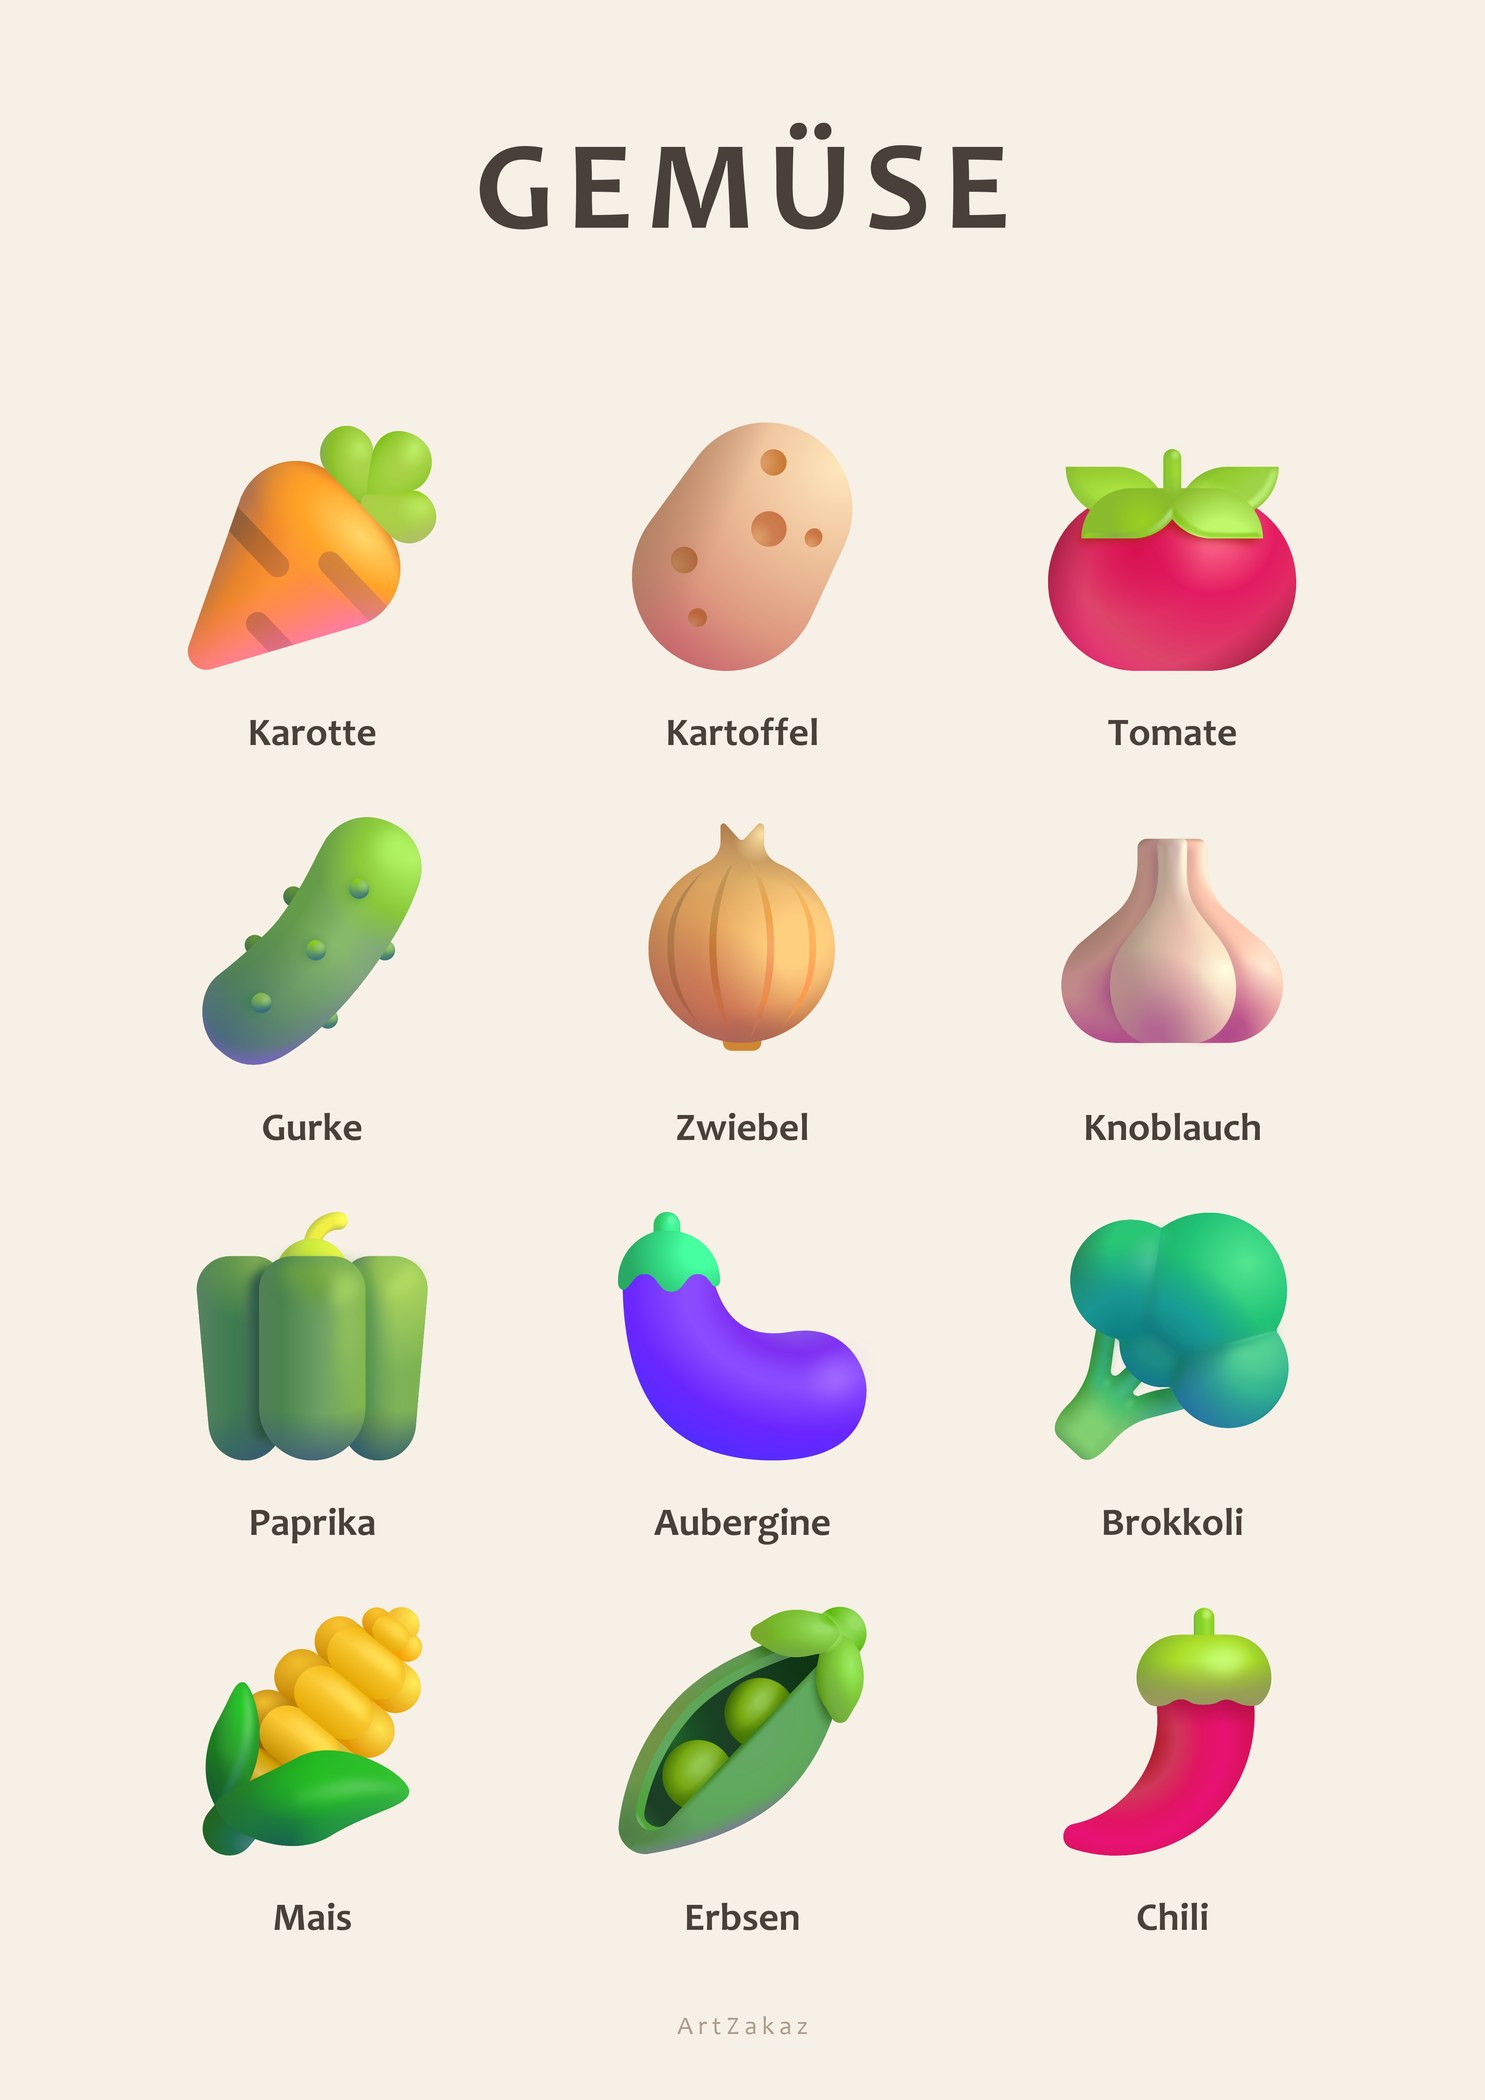 GEMÜSE
Karotte
Kartoffel
Tomate
Gurke
Zwiebel
Knoblauch
Paprika
Aubergine
Brokkoli
Mais
Erbsen
Chili
ArtZakaz